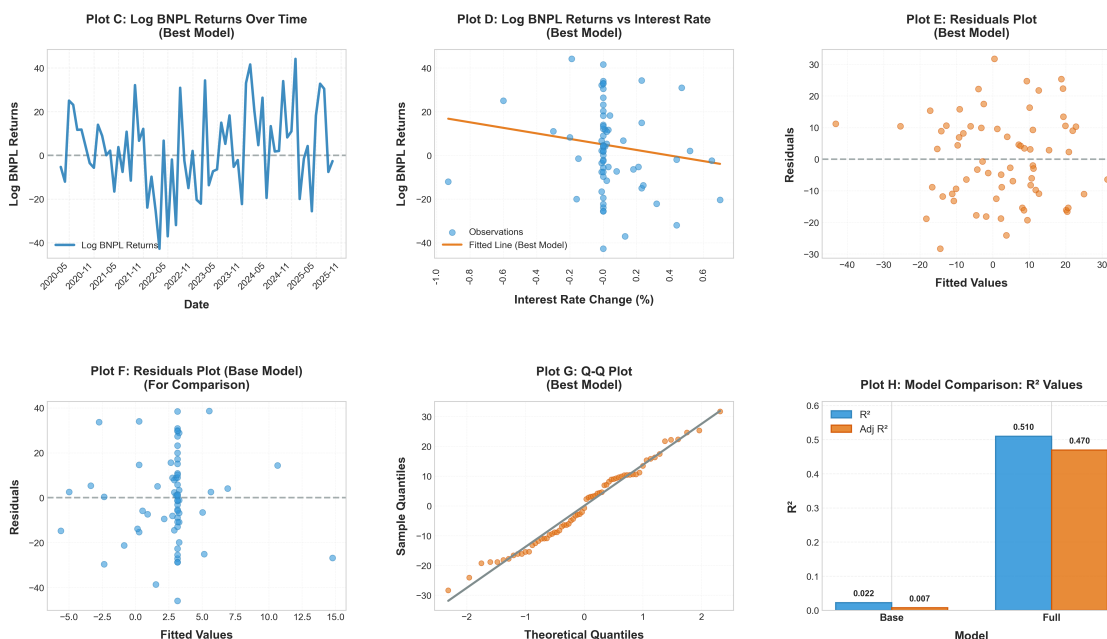 Plot C: Log BNPL Returns Over Time
(Best Model)
Log BNPL Returns
40
20
0
−20
−40
Log BNPL Returns
2020-05
2020-11
2021-05
2021-11
2022-05
2022-11
2023-05
2023-11
2024-05
2024-11
2025-05
2025-11
Date
Plot D: Log BNPL Returns vs Interest Rate
(Best Model)
Log BNPL Returns
40
20
0
−20
−40
Observations
Fitted Line (Best Model)
-1.0
-0.8
-0.6
-0.4
-0.2
-0.0
0.2
0.4
0.6
Interest Rate Change (%)
Plot E: Residuals Plot
(Best Model)
Residuals
30
20
10
0
−10
−20
−30
−40
−30
−20
−10
0
10
20
30
Fitted Values
Plot F: Residuals Plot (Base Model)
(For Comparison)
Residuals
40
20
0
−20
−40
−5.0
−2.5
0.0
2.5
5.0
7.5
10.0
12.5
15.0
Fitted Values
Plot G: Q-Q Plot
(Best Model)
Sample Quantiles
30
20
10
0
−10
−20
−30
−2
−1
0
1
2
Theoretical Quantiles
Plot H: Model Comparison: R² Values
R²
0.6
0.5
0.4
0.3
0.2
0.1
0.0
R²
Adj R²
0.022
0.007
0.510
0.470
Base
Full
Model